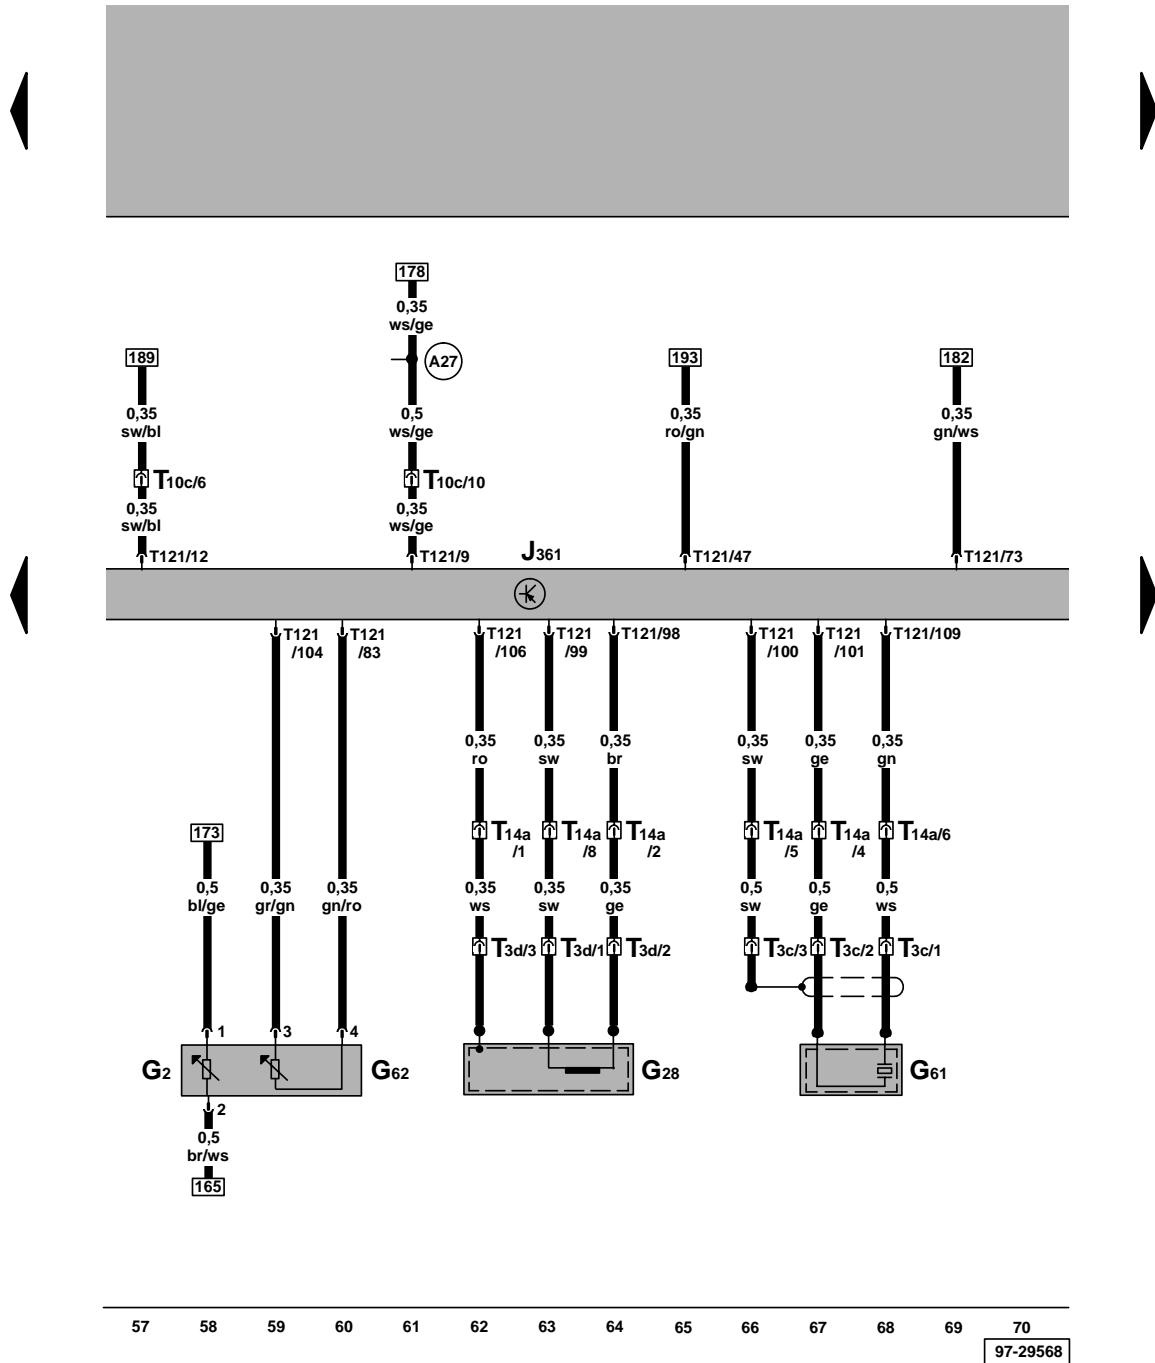 178
0,35
ws/ge
A27
189 193 182
0,35 0,5 0,35 0,35
sw/bl ws/ge ro/gn gn/ws
T10c/6 T10c/10
0,35 0,35
sw/bl ws/ge
T121/12 T121/9 J361 T121/47 T121/73
T121 T121 T121 T121 T121/98 T121 T121 T121/109
/104 /83 /106 /99 /100 /101
0,35 0,35 0,35 0,35 0,35 0,35
ro sw br sw ge gn
173 T14a T14a T14a T14a T14a T14a/6
/1 /8 /2 /5 /4
0,5 0,35 0,35 0,35 0,35 0,35 0,5 0,5 0,5
bl/ge gr/gn gn/ro ws sw ge sw ge ws
T3d/3 T3d/1 T3d/2 T3c/3 T3c/2 T3c/1
1 3 4
G2 G62 G28 G61
2
0,5
br/ws
165
57 58 59 60 61 62 63 64 65 66 67 68 69 70
97-29568